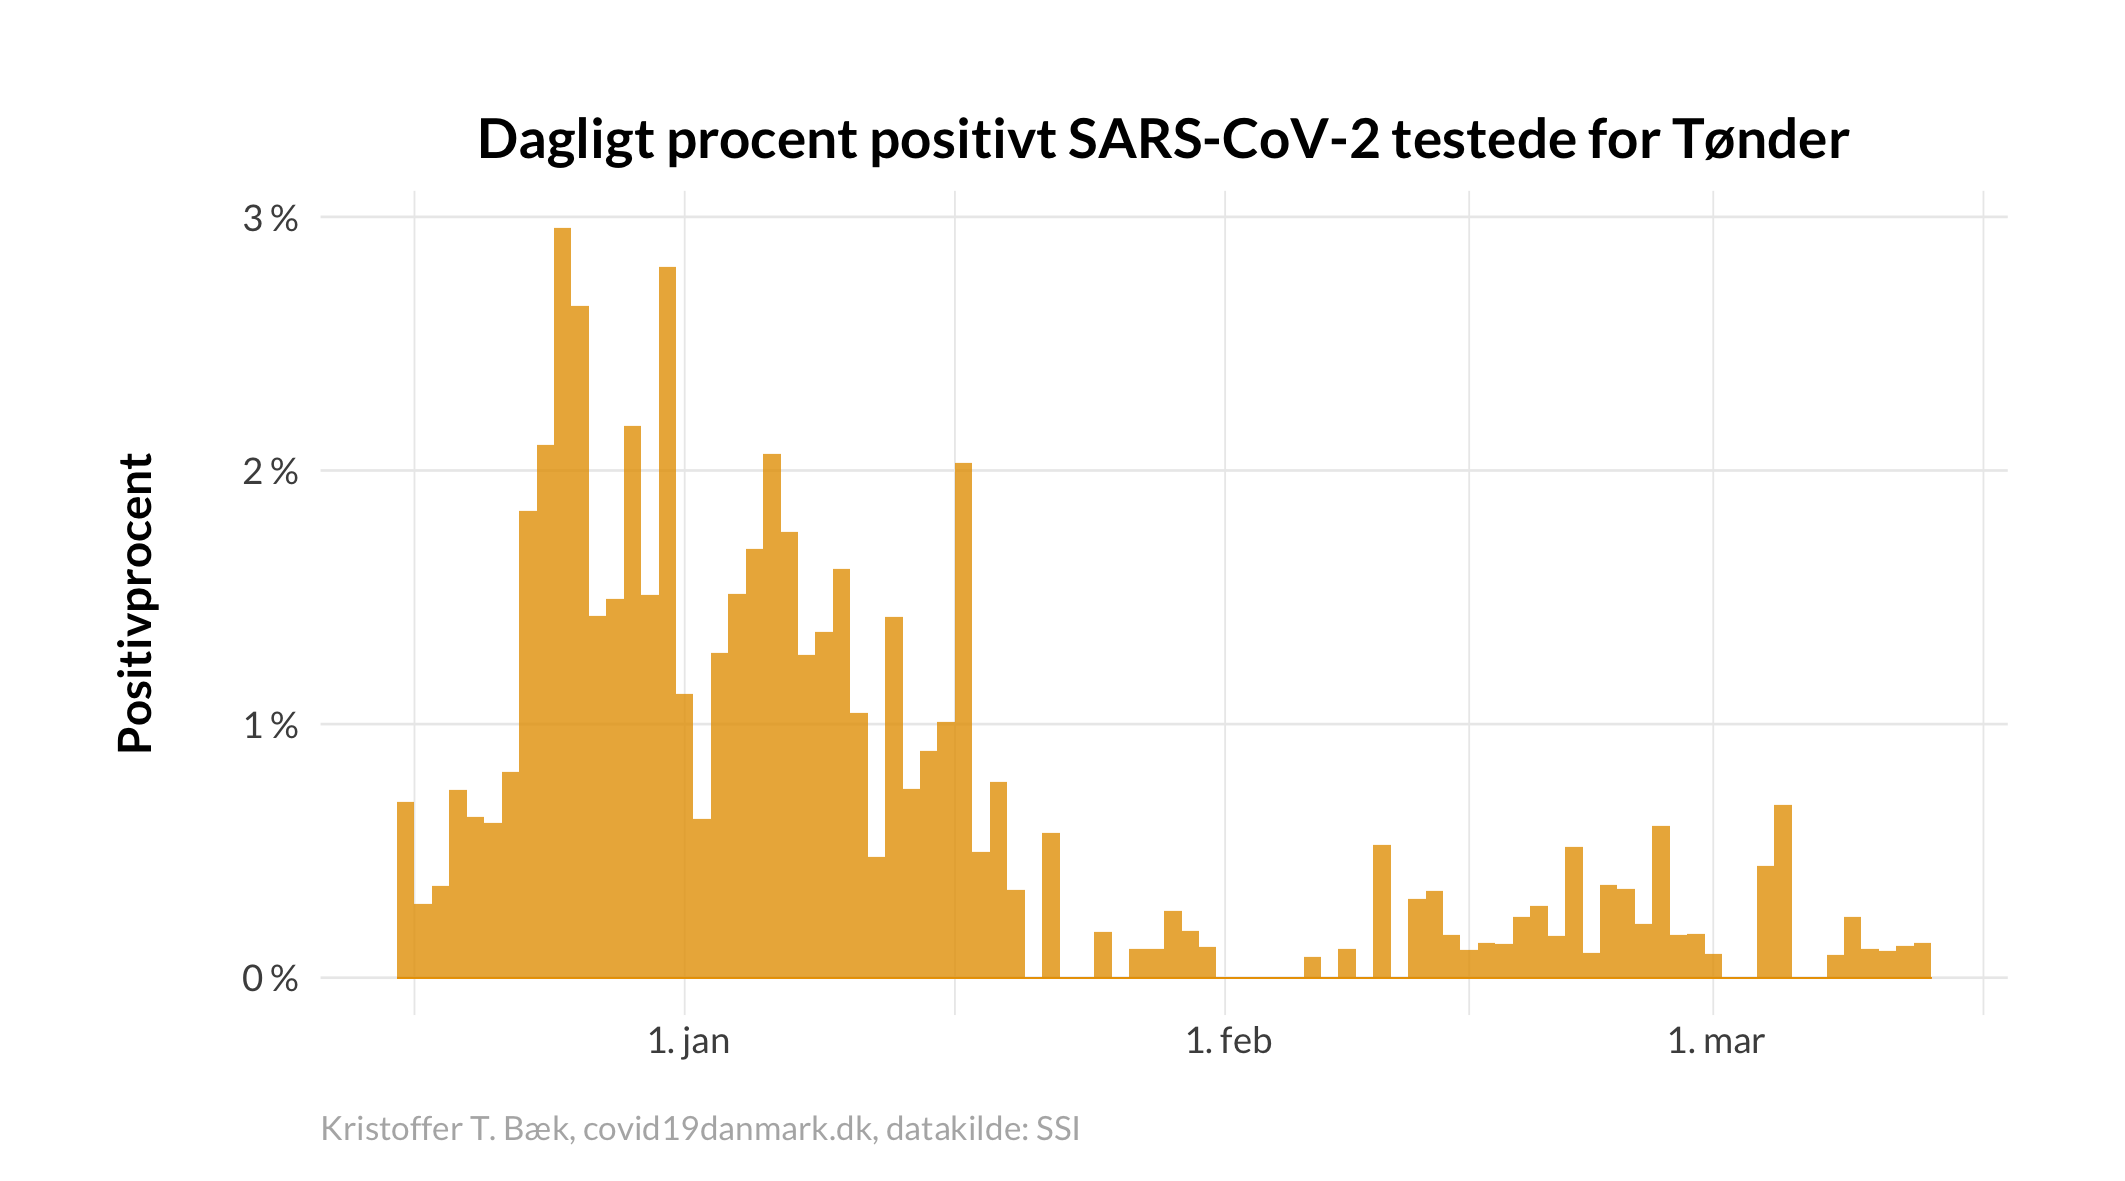 Dagligt procent positivt SARS-CoV-2 testede for Tønder
Positivprocent
3 %
2 %
1 %
0 %
1. jan
1. feb
1. mar
Kristoffer T. Bæk, covid19danmark.dk, datakilde: SSI